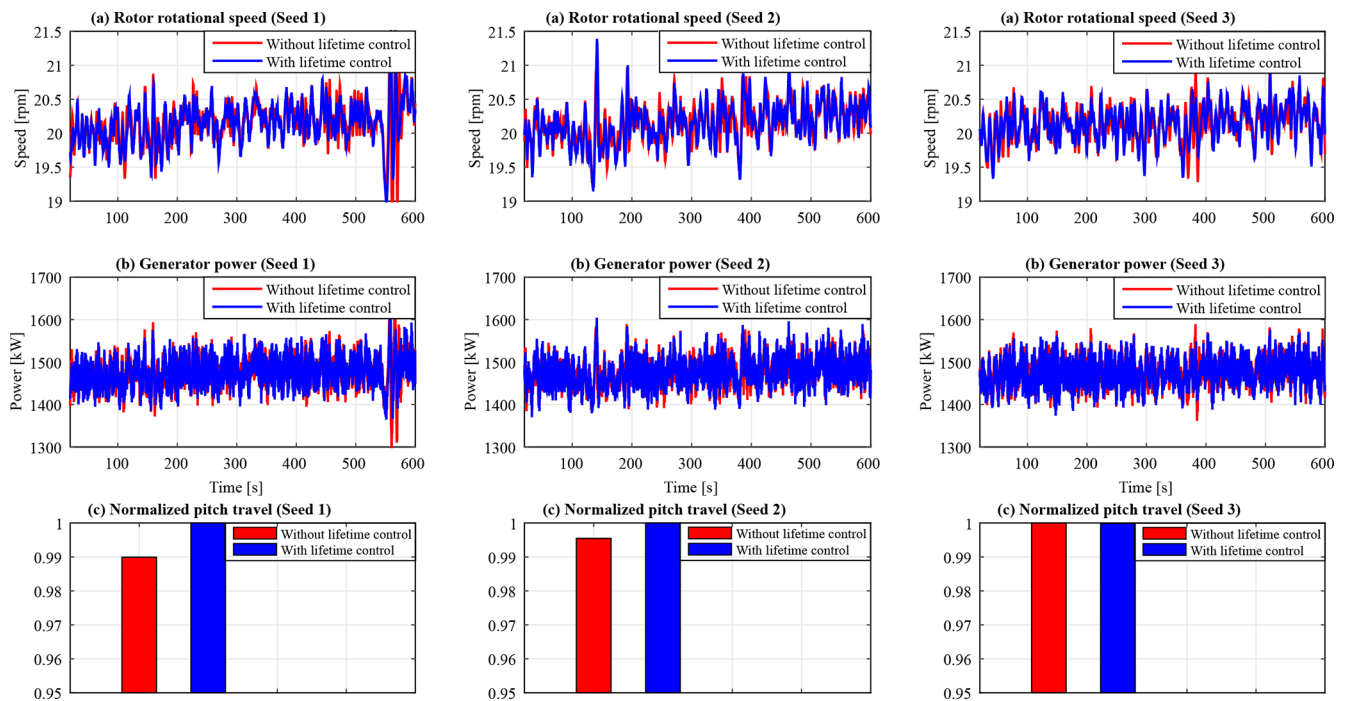 (a) Rotor rotational speed (Seed 1)
21.5
21
20.5
20
19.5
19
Speed [rpm]
Without lifetime control
With lifetime control
100 200 300 400 500 600
(a) Rotor rotational speed (Seed 2)
21.5
21
20.5
20
19.5
19
Speed [rpm]
Without lifetime control
With lifetime control
100 200 300 400 500 600
(a) Rotor rotational speed (Seed 3)
21.5
21
20.5
20
19.5
19
Speed [rpm]
Without lifetime control
With lifetime control
100 200 300 400 500 600
(b) Generator power (Seed 1)
1700
1600
1500
1400
1300
Power [kW]
Without lifetime control
With lifetime control
100 200 300 400 500 600
Time [s]
(b) Generator power (Seed 2)
1700
1600
1500
1400
1300
Power [kW]
Without lifetime control
With lifetime control
100 200 300 400 500 600
Time [s]
(b) Generator power (Seed 3)
1700
1600
1500
1400
1300
Power [kW]
Without lifetime control
With lifetime control
100 200 300 400 500 600
Time [s]
(c) Normalized pitch travel (Seed 1)
1
0.99
0.98
0.97
0.96
0.95
Without lifetime control
With lifetime control
(c) Normalized pitch travel (Seed 2)
1
0.99
0.98
0.97
0.96
0.95
Without lifetime control
With lifetime control
(c) Normalized pitch travel (Seed 3)
1
0.99
0.98
0.97
0.96
0.95
Without lifetime control
With lifetime control